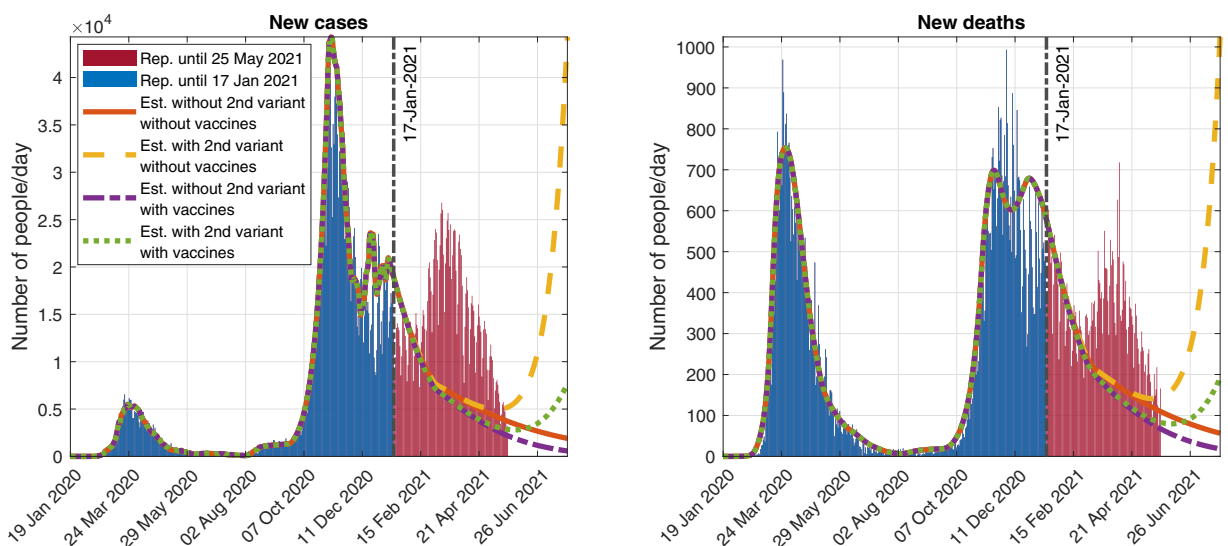 New cases
×10⁴
Number of people/day
4
3.5
3
2.5
2
1.5
1
0.5
0
Rep. until 25 May 2021
Rep. until 17 Jan 2021
Est. without 2nd variant
without vaccines
Est. with 2nd variant
without vaccines
Est. without 2nd variant
with vaccines
Est. with 2nd variant
with vaccines
17-Jan-2021
19 Jan 2020
24 Mar 2020
29 May 2020
02 Aug 2020
07 Oct 2020
11 Dec 2020
15 Feb 2021
21 Apr 2021
26 Jun 2021
New deaths
Number of people/day
1000
900
800
700
600
500
400
300
200
100
0
17-Jan-2021
19 Jan 2020
24 Mar 2020
29 May 2020
02 Aug 2020
07 Oct 2020
11 Dec 2020
15 Feb 2021
21 Apr 2021
26 Jun 2021